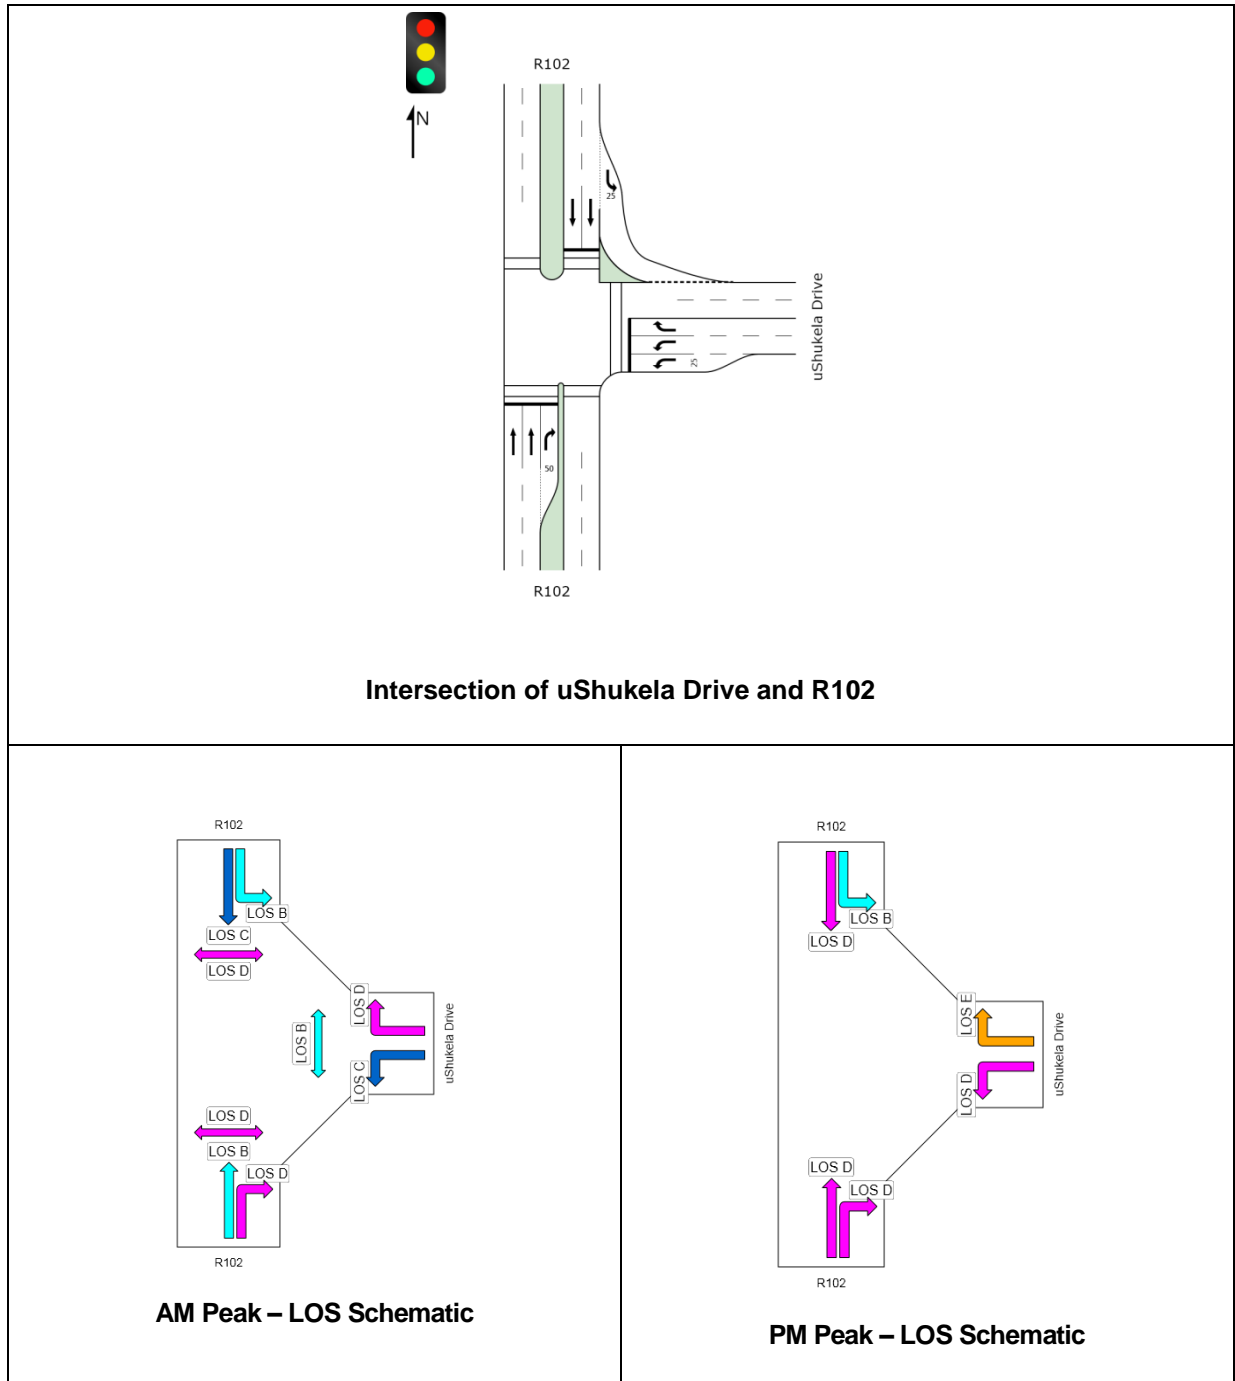 R102
N
25
uShukela Drive
25
50
R102
Intersection of uShukela Drive and R102
R102
LOS B
LOS C
LOS D
LOS D
LOS B
LOS C
uShukela Drive
LOS D
LOS B
LOS D
R102
AM Peak – LOS Schematic
R102
LOS B
LOS D
LOS E
LOS D
uShukela Drive
LOS D
LOS D
R102
PM Peak – LOS Schematic